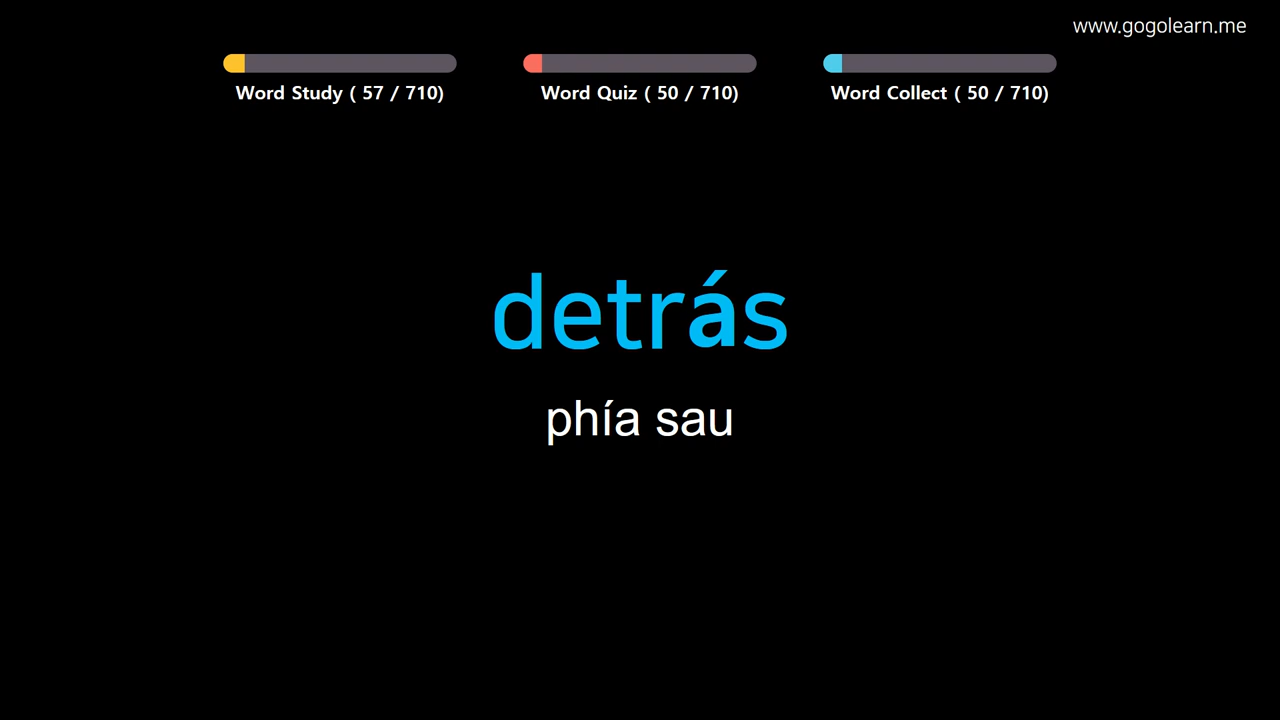 www.gogolearn.me
Word Study ( 57 / 710)
Word Quiz ( 50 / 710)
Word Collect ( 50 / 710)
detrás
phía sau